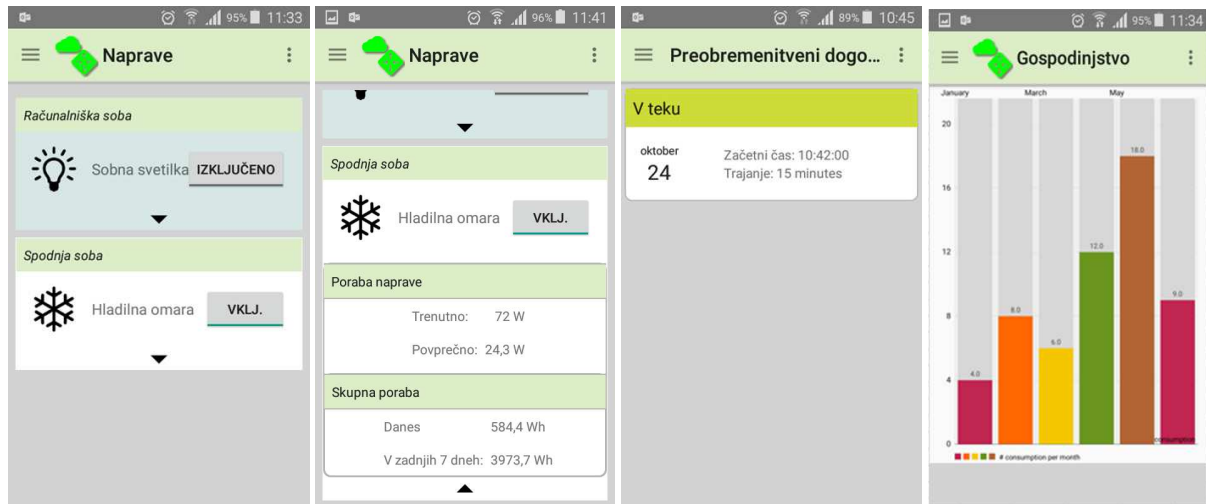 95% 11:33
Naprave
Računalniška soba
Sobna svetilka IZKLJUČENO
Spodnja soba
Hladilna omara VKLJ.
96% 11:41
Naprave
Spodnja soba
Hladilna omara VKLJ.
Poraba naprave
Trenutno: 72 W
Povprečno: 24,3 W
Skupna poraba
Danes 584,4 Wh
V zadnjih 7 dneh: 3973,7 Wh
89% 10:45
Preobremenitveni dogo...
V teku
oktober
24
Začetni čas: 10:42:00
Trajanje: 15 minutes
95% 11:34
Gospodinjstvo
January March May
20
16
12
8
4
0
4.0
8.0
6.0
12.0
18.0
9.0
consumption
# consumption per month